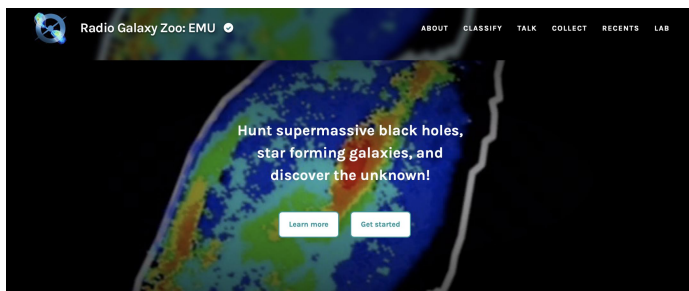 Radio Galaxy Zoo: EMU
ABOUT CLASSIFY TALK COLLECT RECENTS LAB
Hunt supermassive black holes,
star forming galaxies, and
discover the unknown!
Learn more Get started